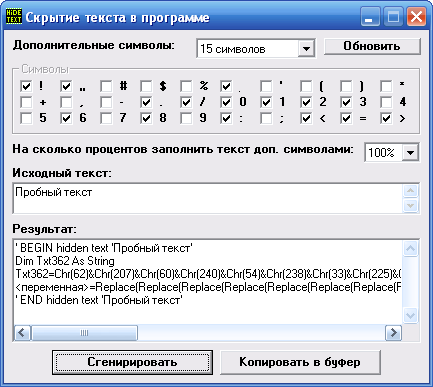 HiDE TEXT Скрытие текста в программе
Дополнительные символы: 15 символов Обновить
Символы
! " # $ % . ' ( ) *
+ , - . / 0 1 2 3 4
5 6 7 8 9 : ; < = >
На сколько процентов заполнить текст доп. символами: 100%
Исходный текст:
Пробный текст
Результат:
' BEGIN hidden text 'Пробный текст'
Dim Txt362 As String
Txt362=Chr(62)&Chr(207)&Chr(60)&Chr(240)&Chr(54)&Chr(238)&Chr(33)&Chr(225)&
<переменная>=Replace(Replace(Replace(Replace(Replace(Replace(Replace(
' END hidden text 'Пробный текст'
Сгенирировать Копировать в буфер